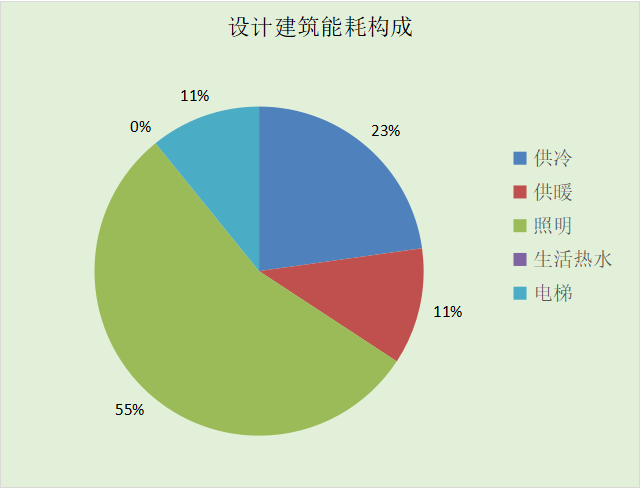 设计建筑能耗构成
11%
0%
23%
供冷
供暖
照明
生活热水
电梯
11%
55%